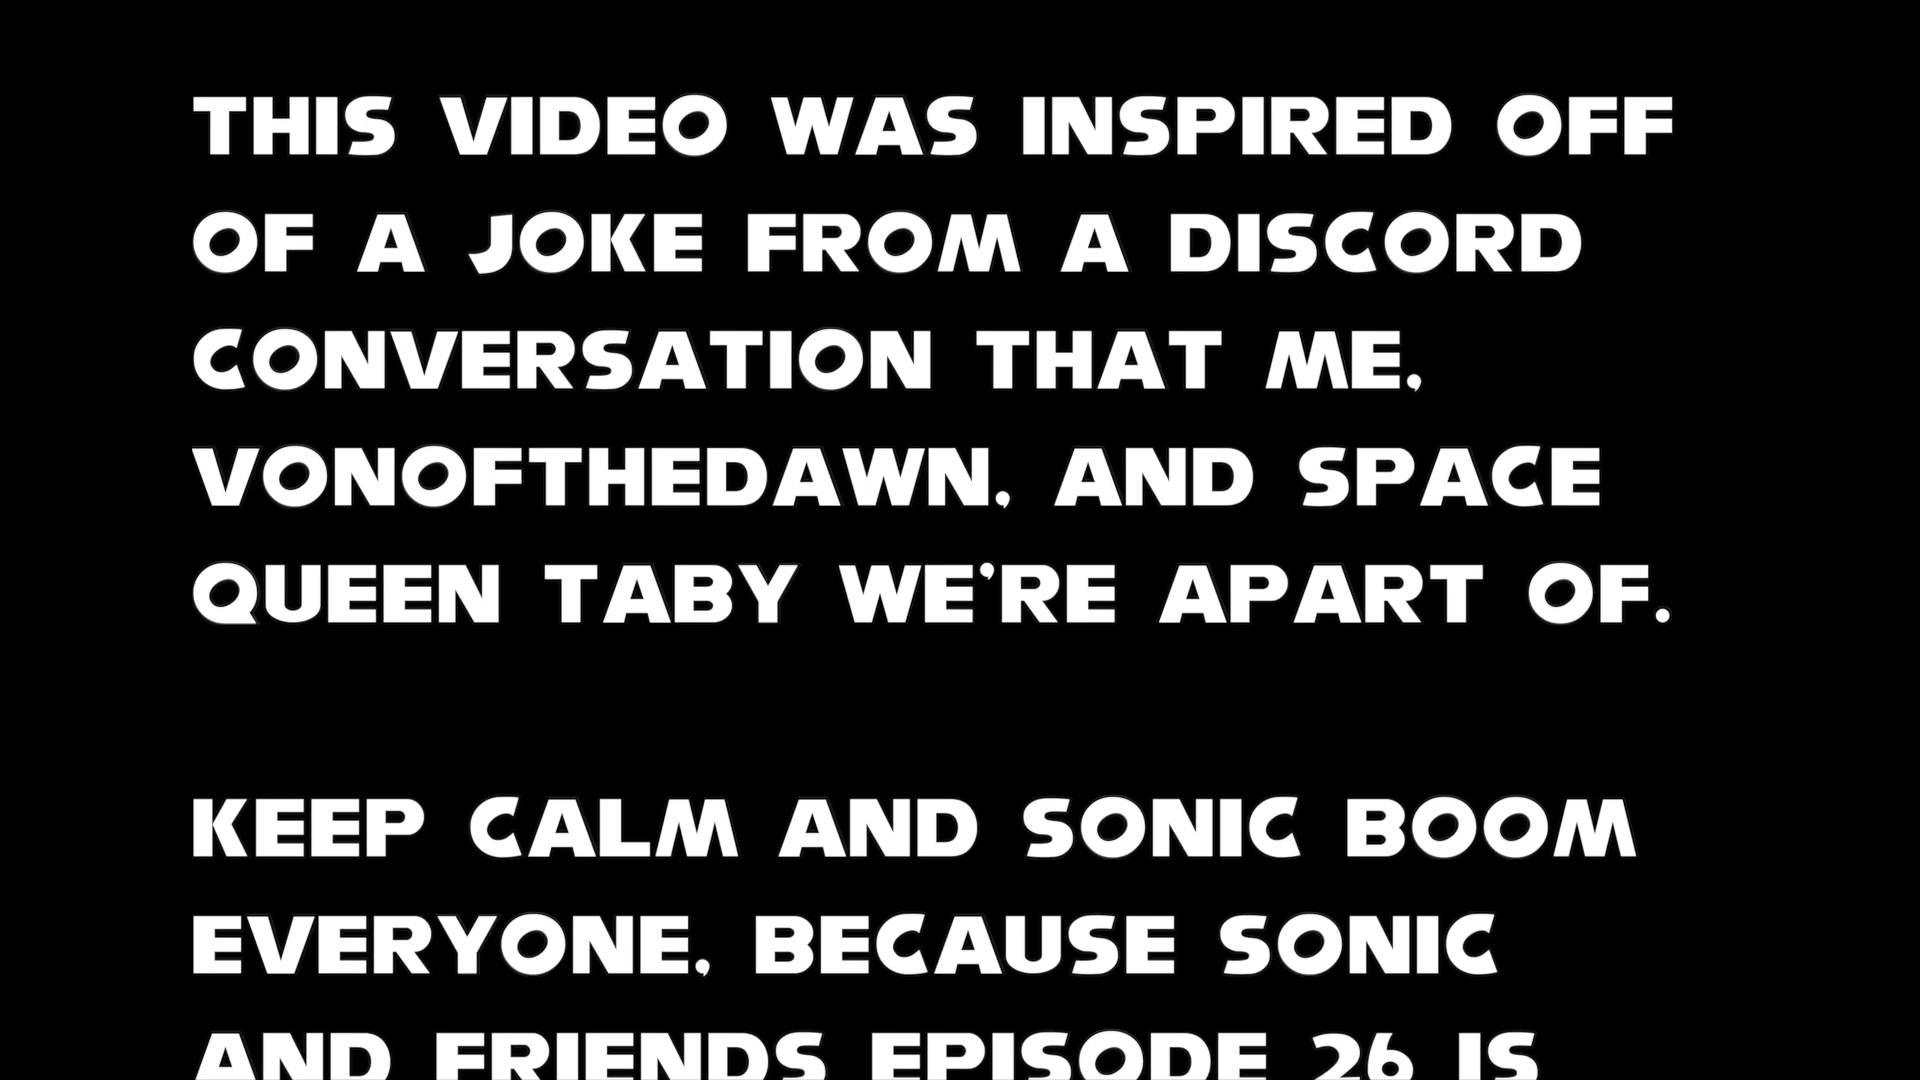 THIS VIDEO WAS INSPIRED OFF
OF A JOKE FROM A DISCORD
CONVERSATION THAT ME,
VONOFTHEDAWN, AND SPACE
QUEEN TABY WE'RE APART OF.
KEEP CALM AND SONIC BOOM
EVERYONE, BECAUSE SONIC
AND FRIENDS EPISODE 26 IS